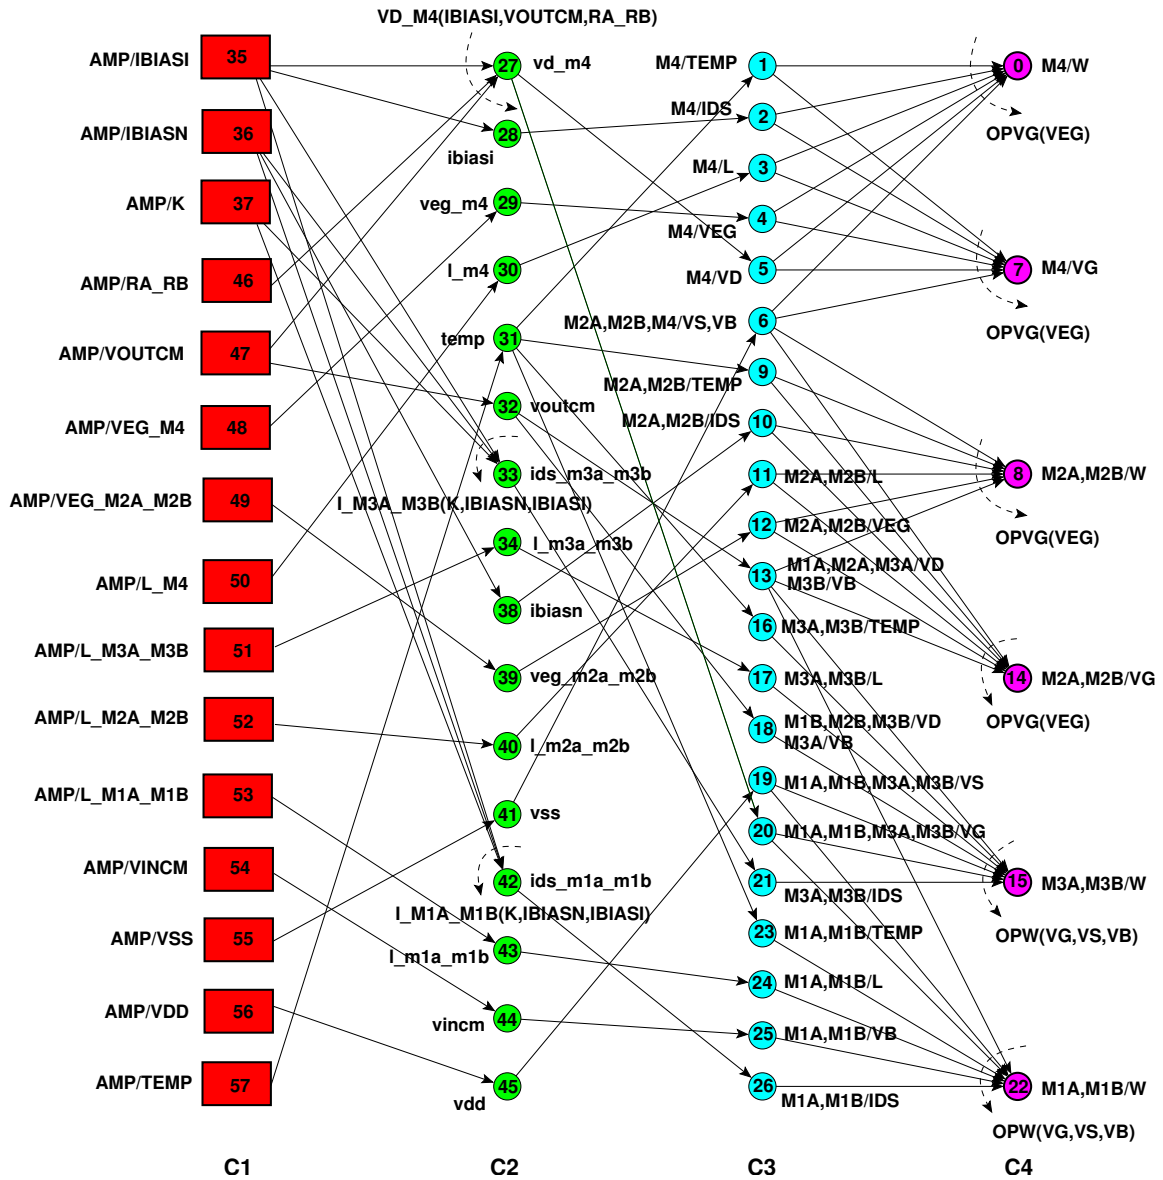 VD_M4(IBIASI,VOUTCM,RA_RB)
AMP/IBIASI
35
27
vd_m4
M4/TEMP
1
0
M4/W
M4/IDS
2
AMP/IBIASN
36
28
ibiasi
OPVG(VEG)
M4/L
3
AMP/K
37
veg_m4
29
4
M4/VEG
AMP/RA_RB
46
l_m4
30
M4/VD
5
7
M4/VG
M2A,M2B,M4/VS,VB
6
OPVG(VEG)
AMP/VOUTCM
47
temp
31
9
M2A,M2B/TEMP
AMP/VEG_M4
48
32
voutcm
M2A,M2B/IDS
10
33
ids_m3a_m3b
11
M2A,M2B/L
8
M2A,M2B/W
AMP/VEG_M2A_M2B
49
I_M3A_M3B(K,IBIASN,IBIASI)
12
M2A,M2B/VEG
OPVG(VEG)
34
l_m3a_m3b
AMP/L_M4
50
13
M1A,M2A,M3A/VD
M3B/VB
38
ibiasn
16
M3A,M3B/TEMP
AMP/L_M3A_M3B
51
39
veg_m2a_m2b
17
M3A,M3B/L
14
M2A,M2B/VG
OPVG(VEG)
AMP/L_M2A_M2B
52
40
l_m2a_m2b
18
M1B,M2B,M3B/VD
M3A/VB
AMP/L_M1A_M1B
53
41
vss
19
M1A,M1B,M3A,M3B/VS
20
M1A,M1B,M3A,M3B/VG
AMP/VINCM
54
42
ids_m1a_m1b
21
M3A,M3B/IDS
15
M3A,M3B/W
I_M1A_M1B(K,IBIASN,IBIASI)
OPW(VG,VS,VB)
AMP/VSS
55
l_m1a_m1b
43
23
M1A,M1B/TEMP
24
M1A,M1B/L
AMP/VDD
56
vincm
44
25
M1A,M1B/VB
AMP/TEMP
57
vdd
45
26
M1A,M1B/IDS
22
M1A,M1B/W
OPW(VG,VS,VB)
C1
C2
C3
C4